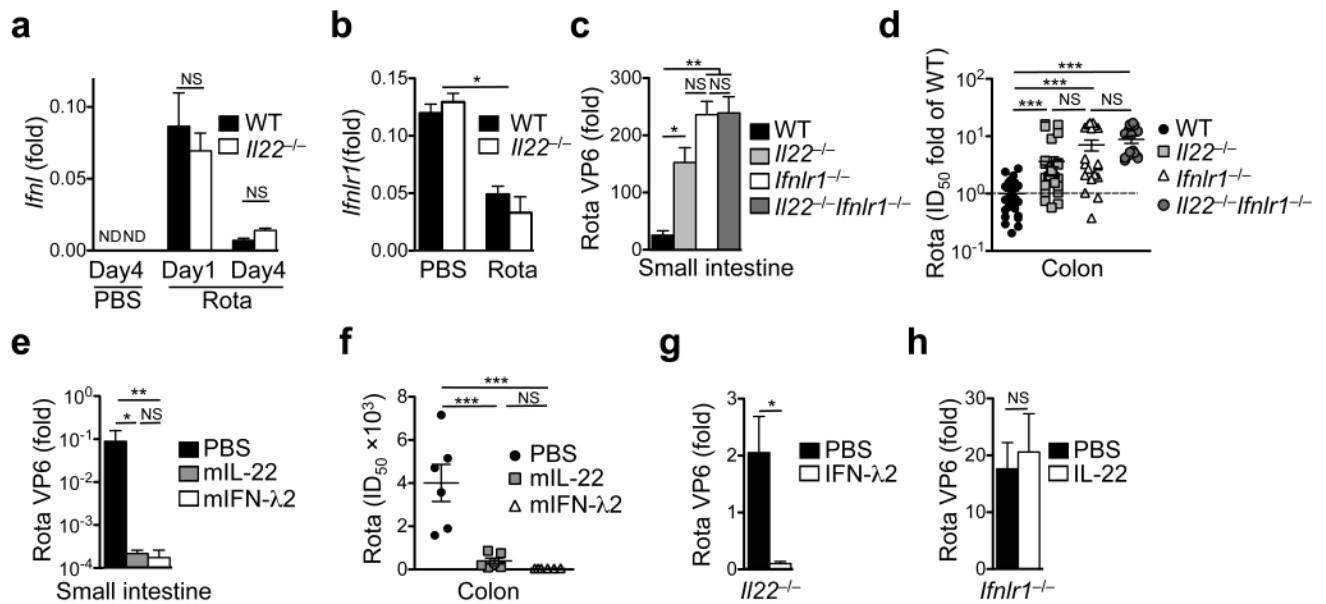 a
Ifnl (fold)
0.10
0.05
0.00
NS
NS
ND ND
WT
Il22–/–
Day4 Day1 Day4
PBS Rota
b
Ifnlr1(fold)
0.15
0.10
0.05
0.00
*
WT
Il22–/–
PBS Rota
c
Rota VP6 (fold)
300
200
100
0
**
NS NS
*
WT
Il22–/–
Ifnlr1–/–
Il22–/–Ifnlr1–/–
Small intestine
d
Rota (ID50 fold of WT)
10²
10¹
10⁰
10⁻¹
***
***
*** NS NS
WT
Il22–/–
Ifnlr1–/–
Il22–/–Ifnlr1–/–
Colon
e
Rota VP6 (fold)
10⁰
10⁻¹
10⁻²
10⁻³
10⁻⁴
**
* NS
PBS
mIL-22
mIFN-λ2
Small intestine
f
Rota (ID50 ×10³)
8
6
4
2
0
***
*** NS
PBS
mIL-22
mIFN-λ2
Colon
g
Rota VP6 (fold)
3
2
1
0
*
PBS
IFN-λ2
Il22–/–
h
Rota VP6 (fold)
30
20
10
0
NS
PBS
IL-22
Ifnlr1–/–